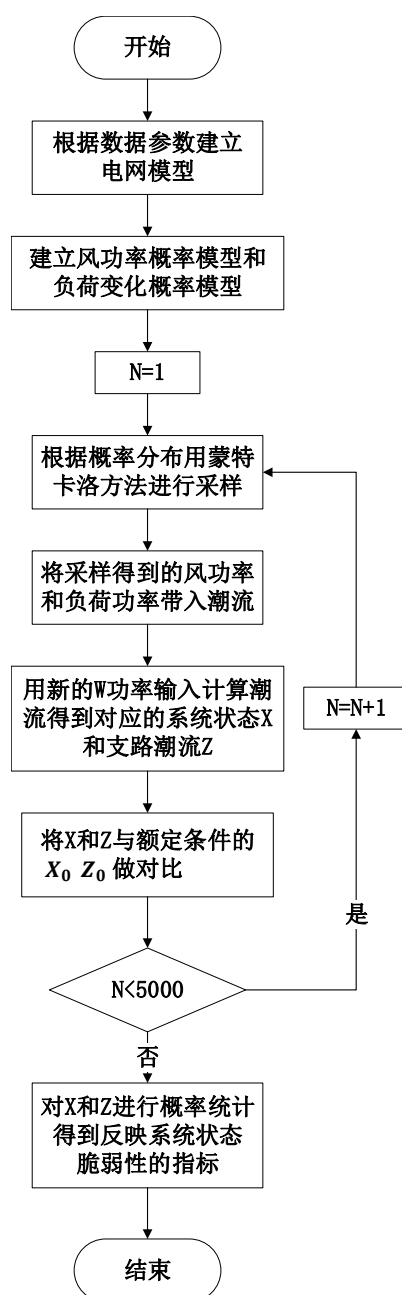 开始
根据数据参数建立
电网模型
建立风功率概率模型和
负荷变化概率模型
N=1
根据概率分布用蒙特
卡洛方法进行采样
将采样得到的风功率
和负荷功率带入潮流
用新的W功率输入计算潮
流得到对应的系统状态X
和支路潮流Z
N=N+1
将X和Z与额定条件的
X₀ Z₀ 做对比
是
N<5000
否
对X和Z进行概率统计
得到反映系统状态
脆弱性的指标
结束